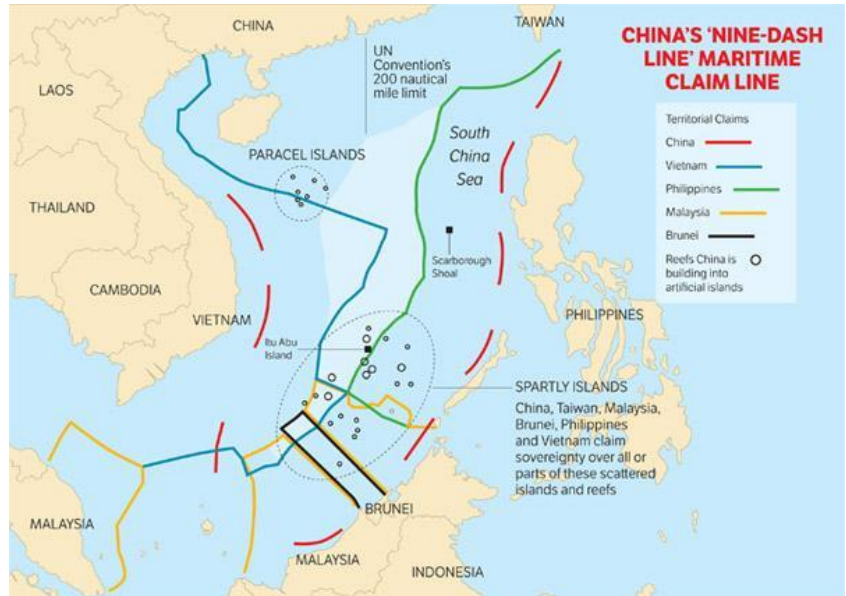 CHINA
TAIWAN
CHINA'S 'NINE-DASH
LINE' MARITIME
CLAIM LINE
UN
Convention's
200 nautical
mile limit
LAOS
Territorial Claims
China
Vietnam
Philippines
Malaysia
Brunei
Reefs China is
building into
artificial islands
South
China
Sea
PARACEL ISLANDS
THAILAND
Scarborough
Shoal
CAMBODIA
VIETNAM
PHILIPPINES
Itu Abu
Island
SPARTLY ISLANDS
China, Taiwan, Malaysia,
Brunei, Philippines
and Vietnam claim
sovereignty over all or
parts of these scattered
islands and reefs
BRUNEI
MALAYSIA
MALAYSIA
INDONESIA